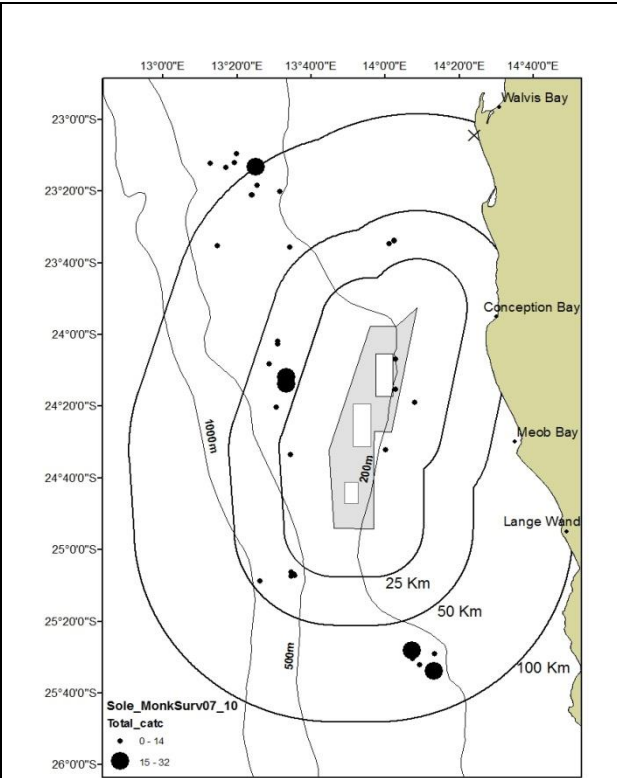 13°0'0"E 13°20'0"E 13°40'0"E 14°0'0"E 14°20'0"E 14°40'0"E
Walvis Bay
23°0'0"S
23°20'0"S
23°40'0"S
Conception Bay
24°0'0"S
24°20'0"S
1000m
Meob Bay
200m
24°40'0"S
Lange Wand
25°0'0"S
25 Km
50 Km
25°20'0"S
500m
100 Km
25°40'0"S
Sole_MonkSurv07_10
Total_catc
0 - 14
15 - 32
26°0'0"S